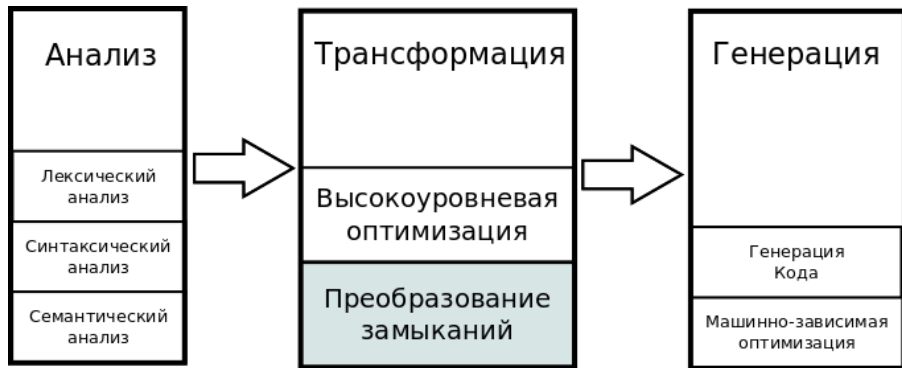 Анализ
Лексический
анализ
Синтаксический
анализ
Семантический
анализ
Трансформация
Высокоуровневая
оптимизация
Преобразование
замыканий
Генерация
Генерация
Кода
Машинно-зависимая
оптимизация